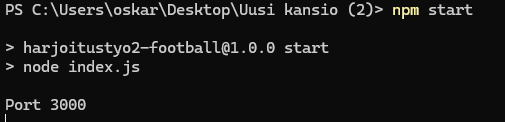 PS C:\Users\oskar\Desktop\Uusi kansio (2)> npm start
> harjoitustyo2-football@1.0.0 start
> node index.js
Port 3000